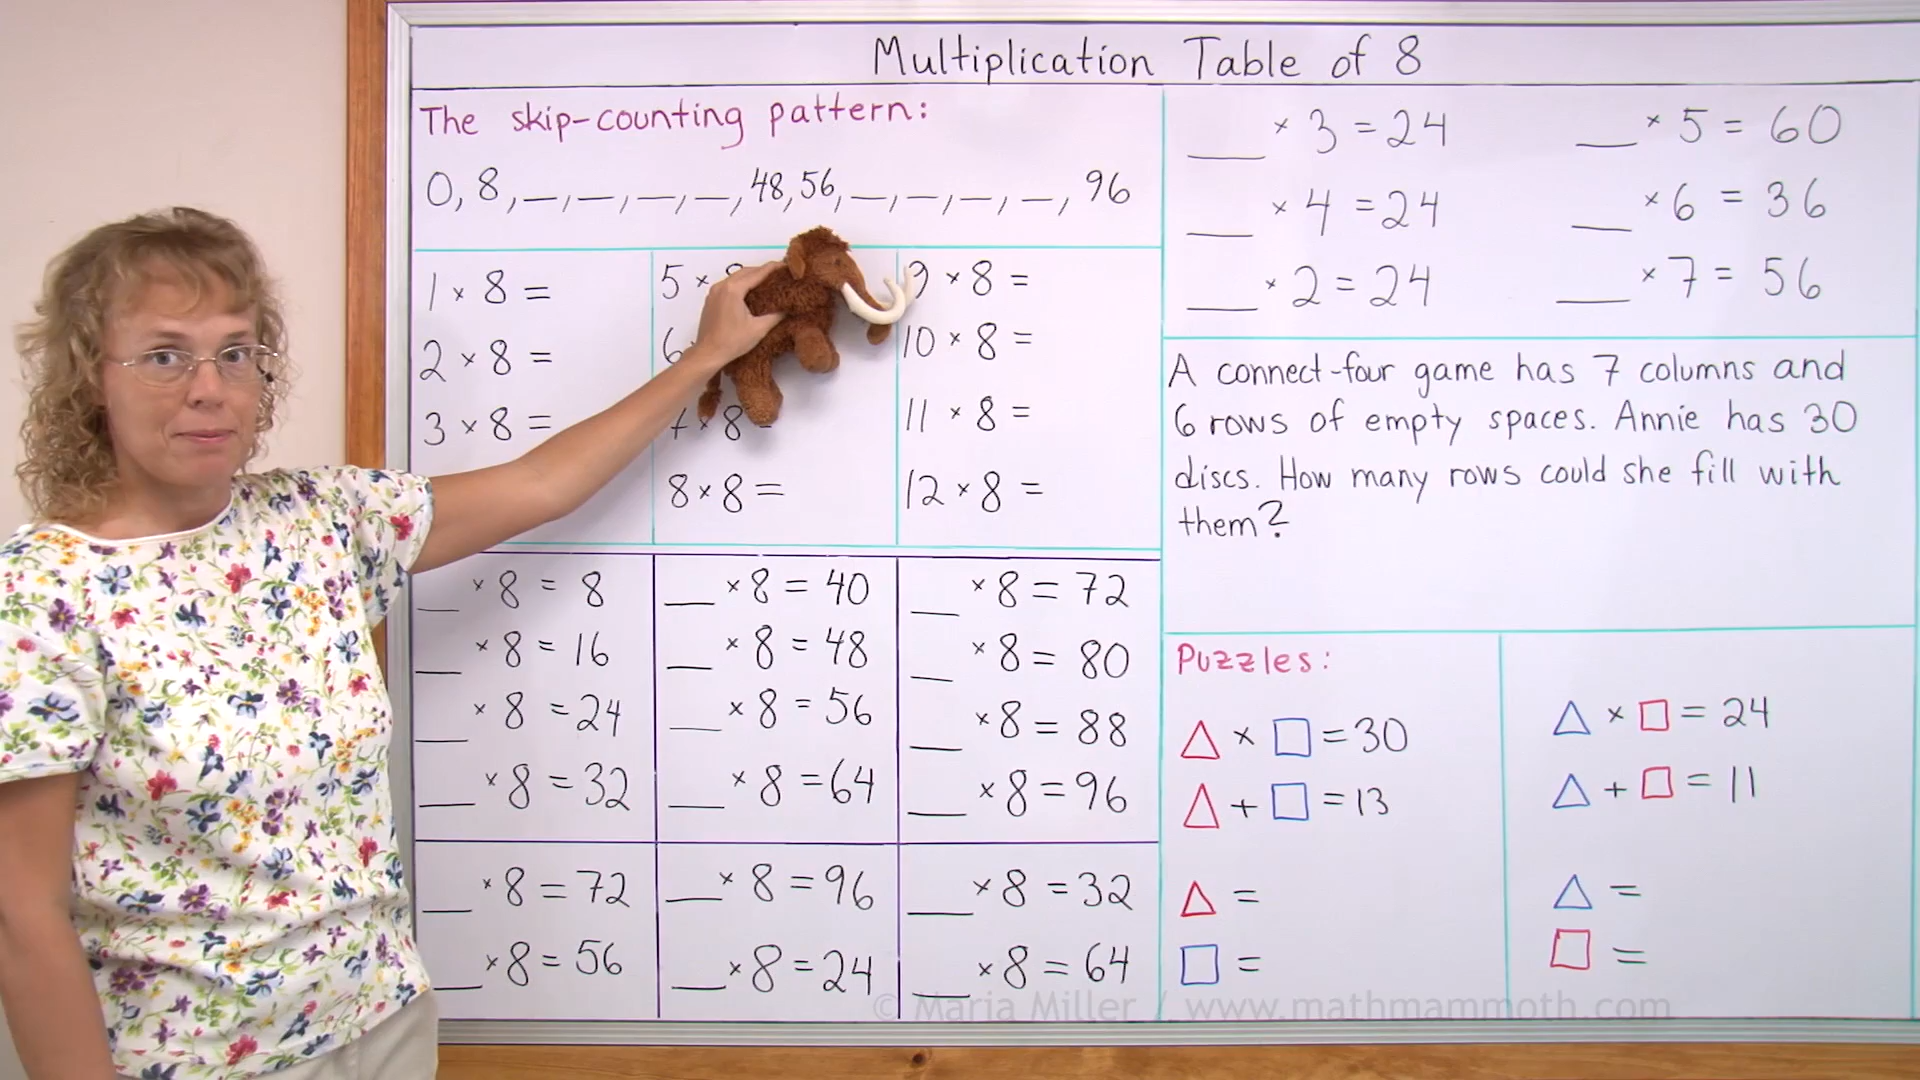 Multiplication Table of 8
The skip-counting pattern:
0, 8, __, __, __, __, 48, 56, __, __, __, __, 96
1 × 8 =
2 × 8 =
3 × 8 =
5 ×
6
7 × 8 =
8 × 8 =
9 × 8 =
10 × 8 =
11 × 8 =
12 × 8 =
__ × 8 = 8
__ × 8 = 16
__ × 8 = 24
__ × 8 = 32
__ × 8 = 40
__ × 8 = 48
__ × 8 = 56
__ × 8 = 64
__ × 8 = 72
__ × 8 = 80
__ × 8 = 88
__ × 8 = 96
__ × 8 = 72
__ × 8 = 56
__ × 8 = 96
__ × 8 = 24
__ × 8 = 32
__ × 8 = 64
__ × 3 = 24
__ × 4 = 24
__ × 2 = 24
__ × 5 = 60
__ × 6 = 36
__ × 7 = 56
A connect-four game has 7 columns and
6 rows of empty spaces. Annie has 30
discs. How many rows could she fill with
them?
Puzzles:
△ × □ = 30
△ + □ = 13
△ =
□ =
△ × □ = 24
△ + □ = 11
△ =
□ =
© Maria Miller / www.mathmammoth.com